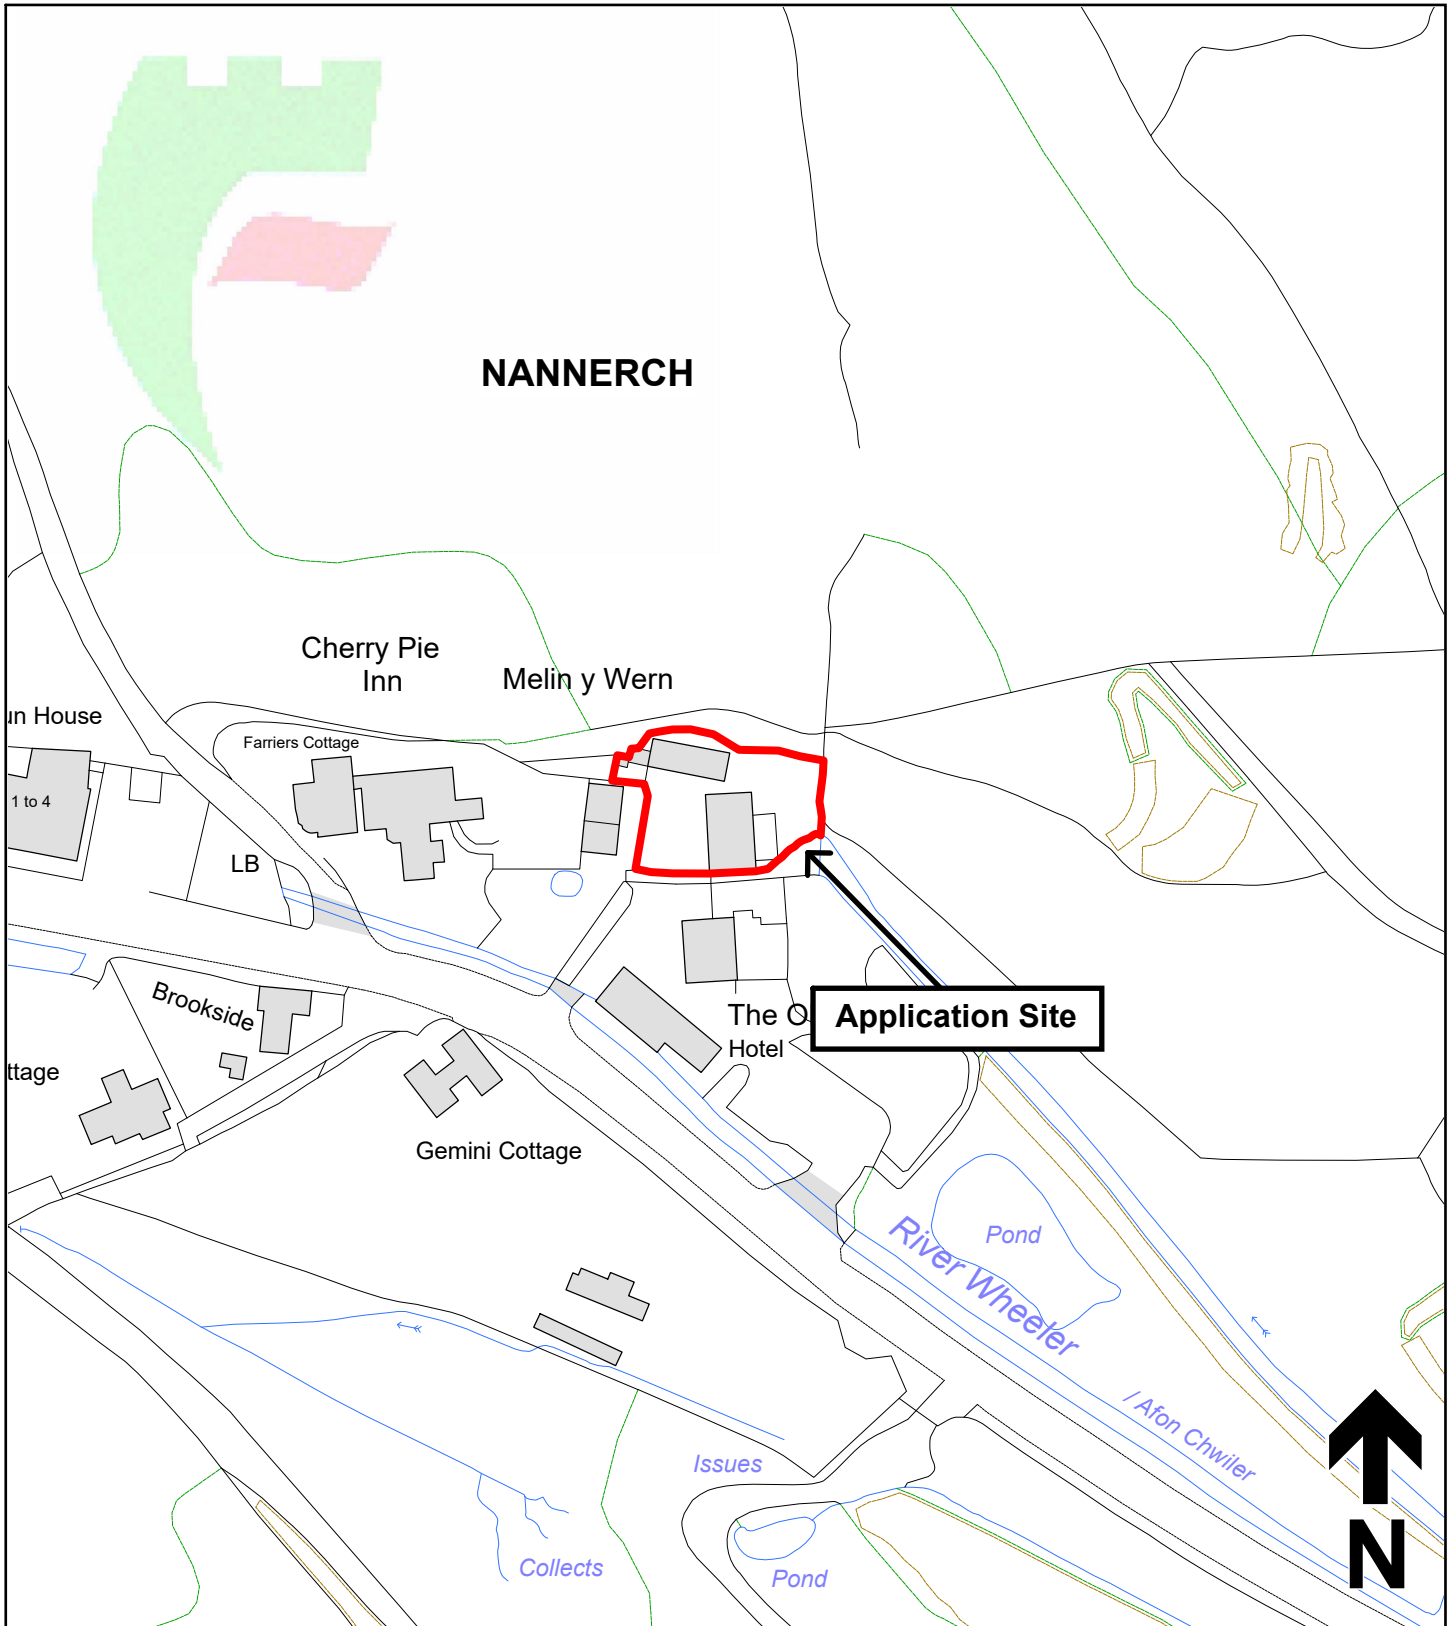 NANNERCH
Cherry Pie
Inn
Melin y Wern
un House
Farriers Cottage
1 to 4
LB
Brookside
The O
Hotel
Application Site
ttage
Gemini Cottage
River Wheeler
Pond
/ Afon Chwiler
Issues
Collects
Pond
N